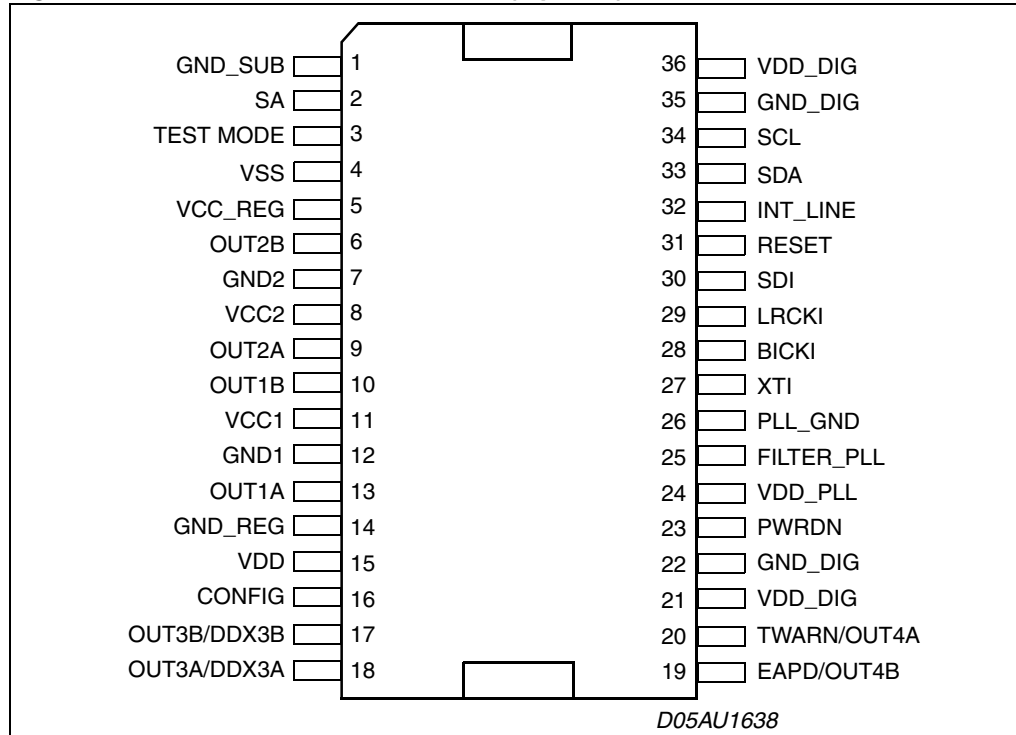 GND_SUB 1 36 VDD_DIG
SA 2 35 GND_DIG
TEST MODE 3 34 SCL
VSS 4 33 SDA
VCC_REG 5 32 INT_LINE
OUT2B 6 31 RESET
GND2 7 30 SDI
VCC2 8 29 LRCKI
OUT2A 9 28 BICKI
OUT1B 10 27 XTI
VCC1 11 26 PLL_GND
GND1 12 25 FILTER_PLL
OUT1A 13 24 VDD_PLL
GND_REG 14 23 PWRDN
VDD 15 22 GND_DIG
CONFIG 16 21 VDD_DIG
OUT3B/DDX3B 17 20 TWARN/OUT4A
OUT3A/DDX3A 18 19 EAPD/OUT4B
D05AU1638